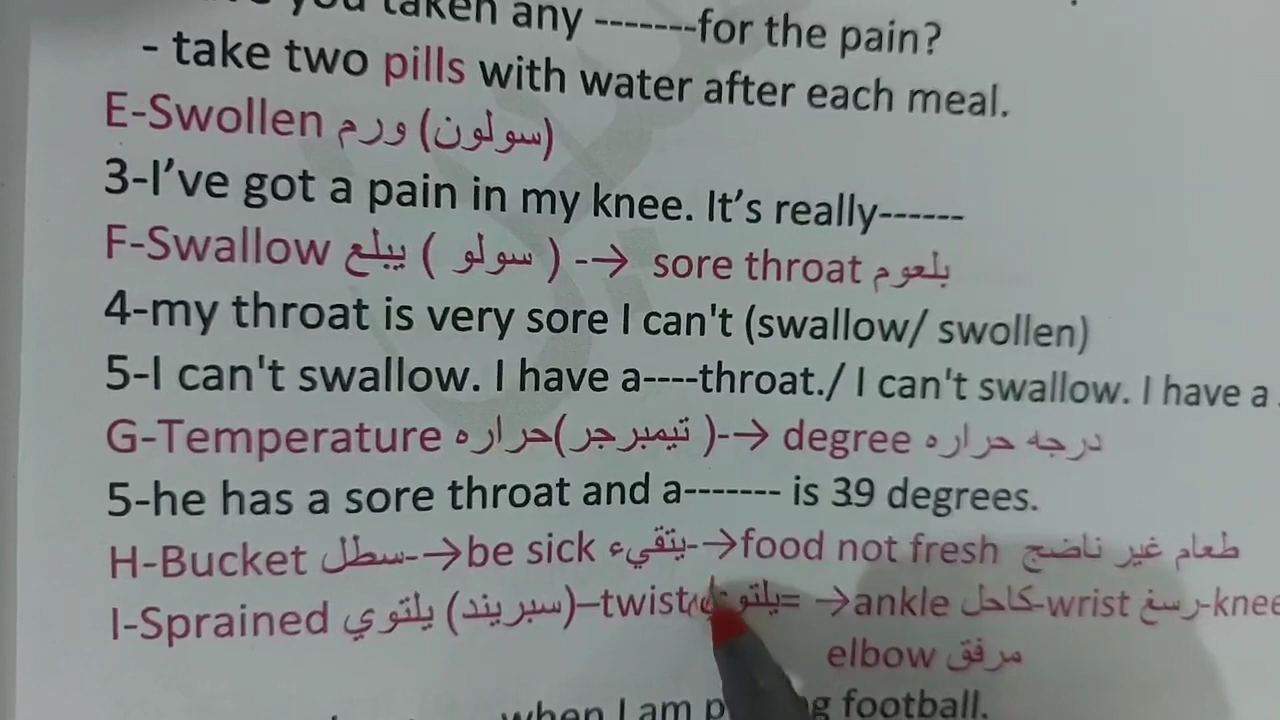 you taken any -------for the pain?
- take two pills with water after each meal.
E-Swollen ورم (سولون)
3-I've got a pain in my knee. It's really------
F-Swallow يبلع ( سولو ) --→ sore throat بلعوم
4-my throat is very sore I can't (swallow/ swollen)
5-I can't swallow. I have a----throat./ I can't swallow. I have a
G-Temperature حراره(تيمبرجر )-→ degree درجه حراره
5-he has a sore throat and a------- is 39 degrees.
H-Bucket سطل-→be sick يتقيء-→food not fresh طعام غير ناضج
I-Sprained يلتوي (سبريند)–twist = →ankle كاحل-wrist رسغ-knee
elbow مرفق
when I am football.